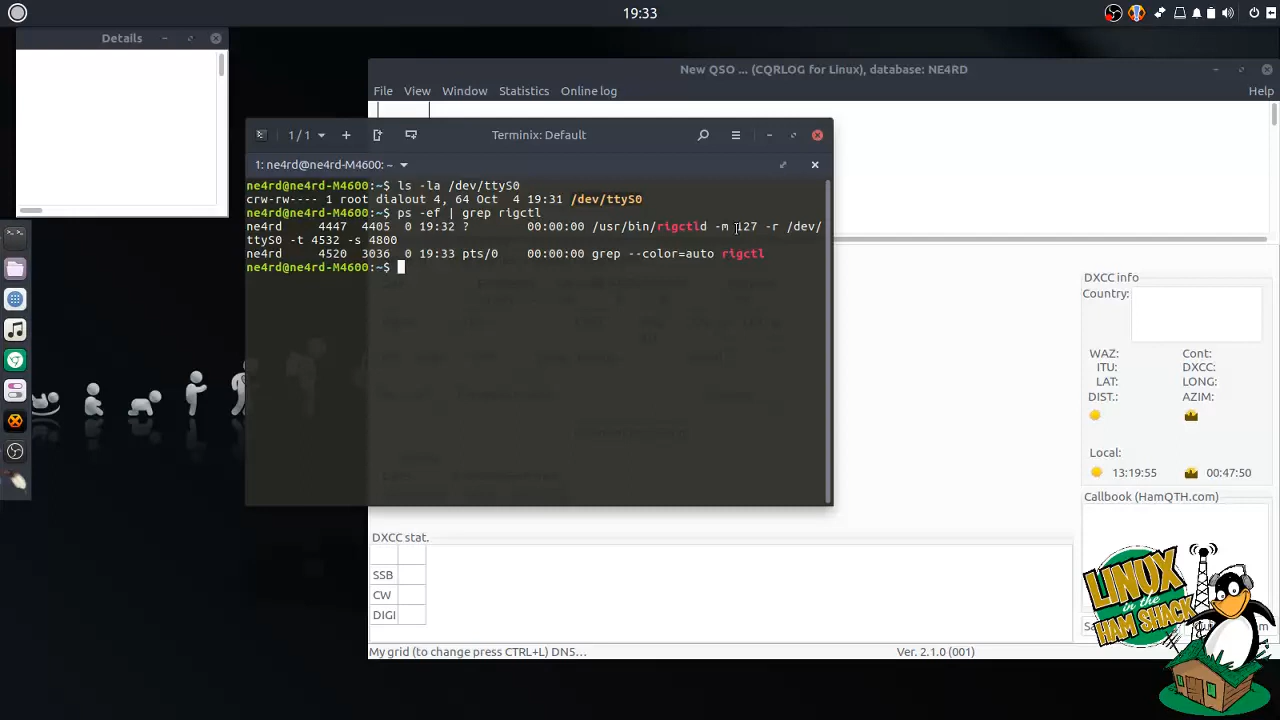 19:33
Details
New QSO ... (CQRLOG for Linux), database: NE4RD
File View Window Statistics Online log Help
1 / 1 Terminix: Default
1: ne4rd@ne4rd-M4600: ~
ne4rd@ne4rd-M4600:~$ ls -la /dev/ttyS0
crw-rw---- 1 root dialout 4, 64 Oct  4 19:31 /dev/ttyS0
ne4rd@ne4rd-M4600:~$ ps -ef | grep rigctl
ne4rd     4447  4405  0 19:32 ?        00:00:00 /usr/bin/rigctld -m 127 -r /dev/
ttyS0 -t 4532 -s 4800
ne4rd     4520  3036  0 19:33 pts/0    00:00:00 grep --color=auto rigctl
ne4rd@ne4rd-M4600:~$
DXCC info
Country:
WAZ: Cont:
ITU: DXCC:
LAT: LONG:
DIST.: AZIM:
Local:
13:19:55 00:47:50
Callbook (HamQTH.com)
DXCC stat.
SSB
CW
DIGI
My grid (to change press CTRL+L) DN5... Ver. 2.1.0 (001)
LINUX
in the
HAM SHACK